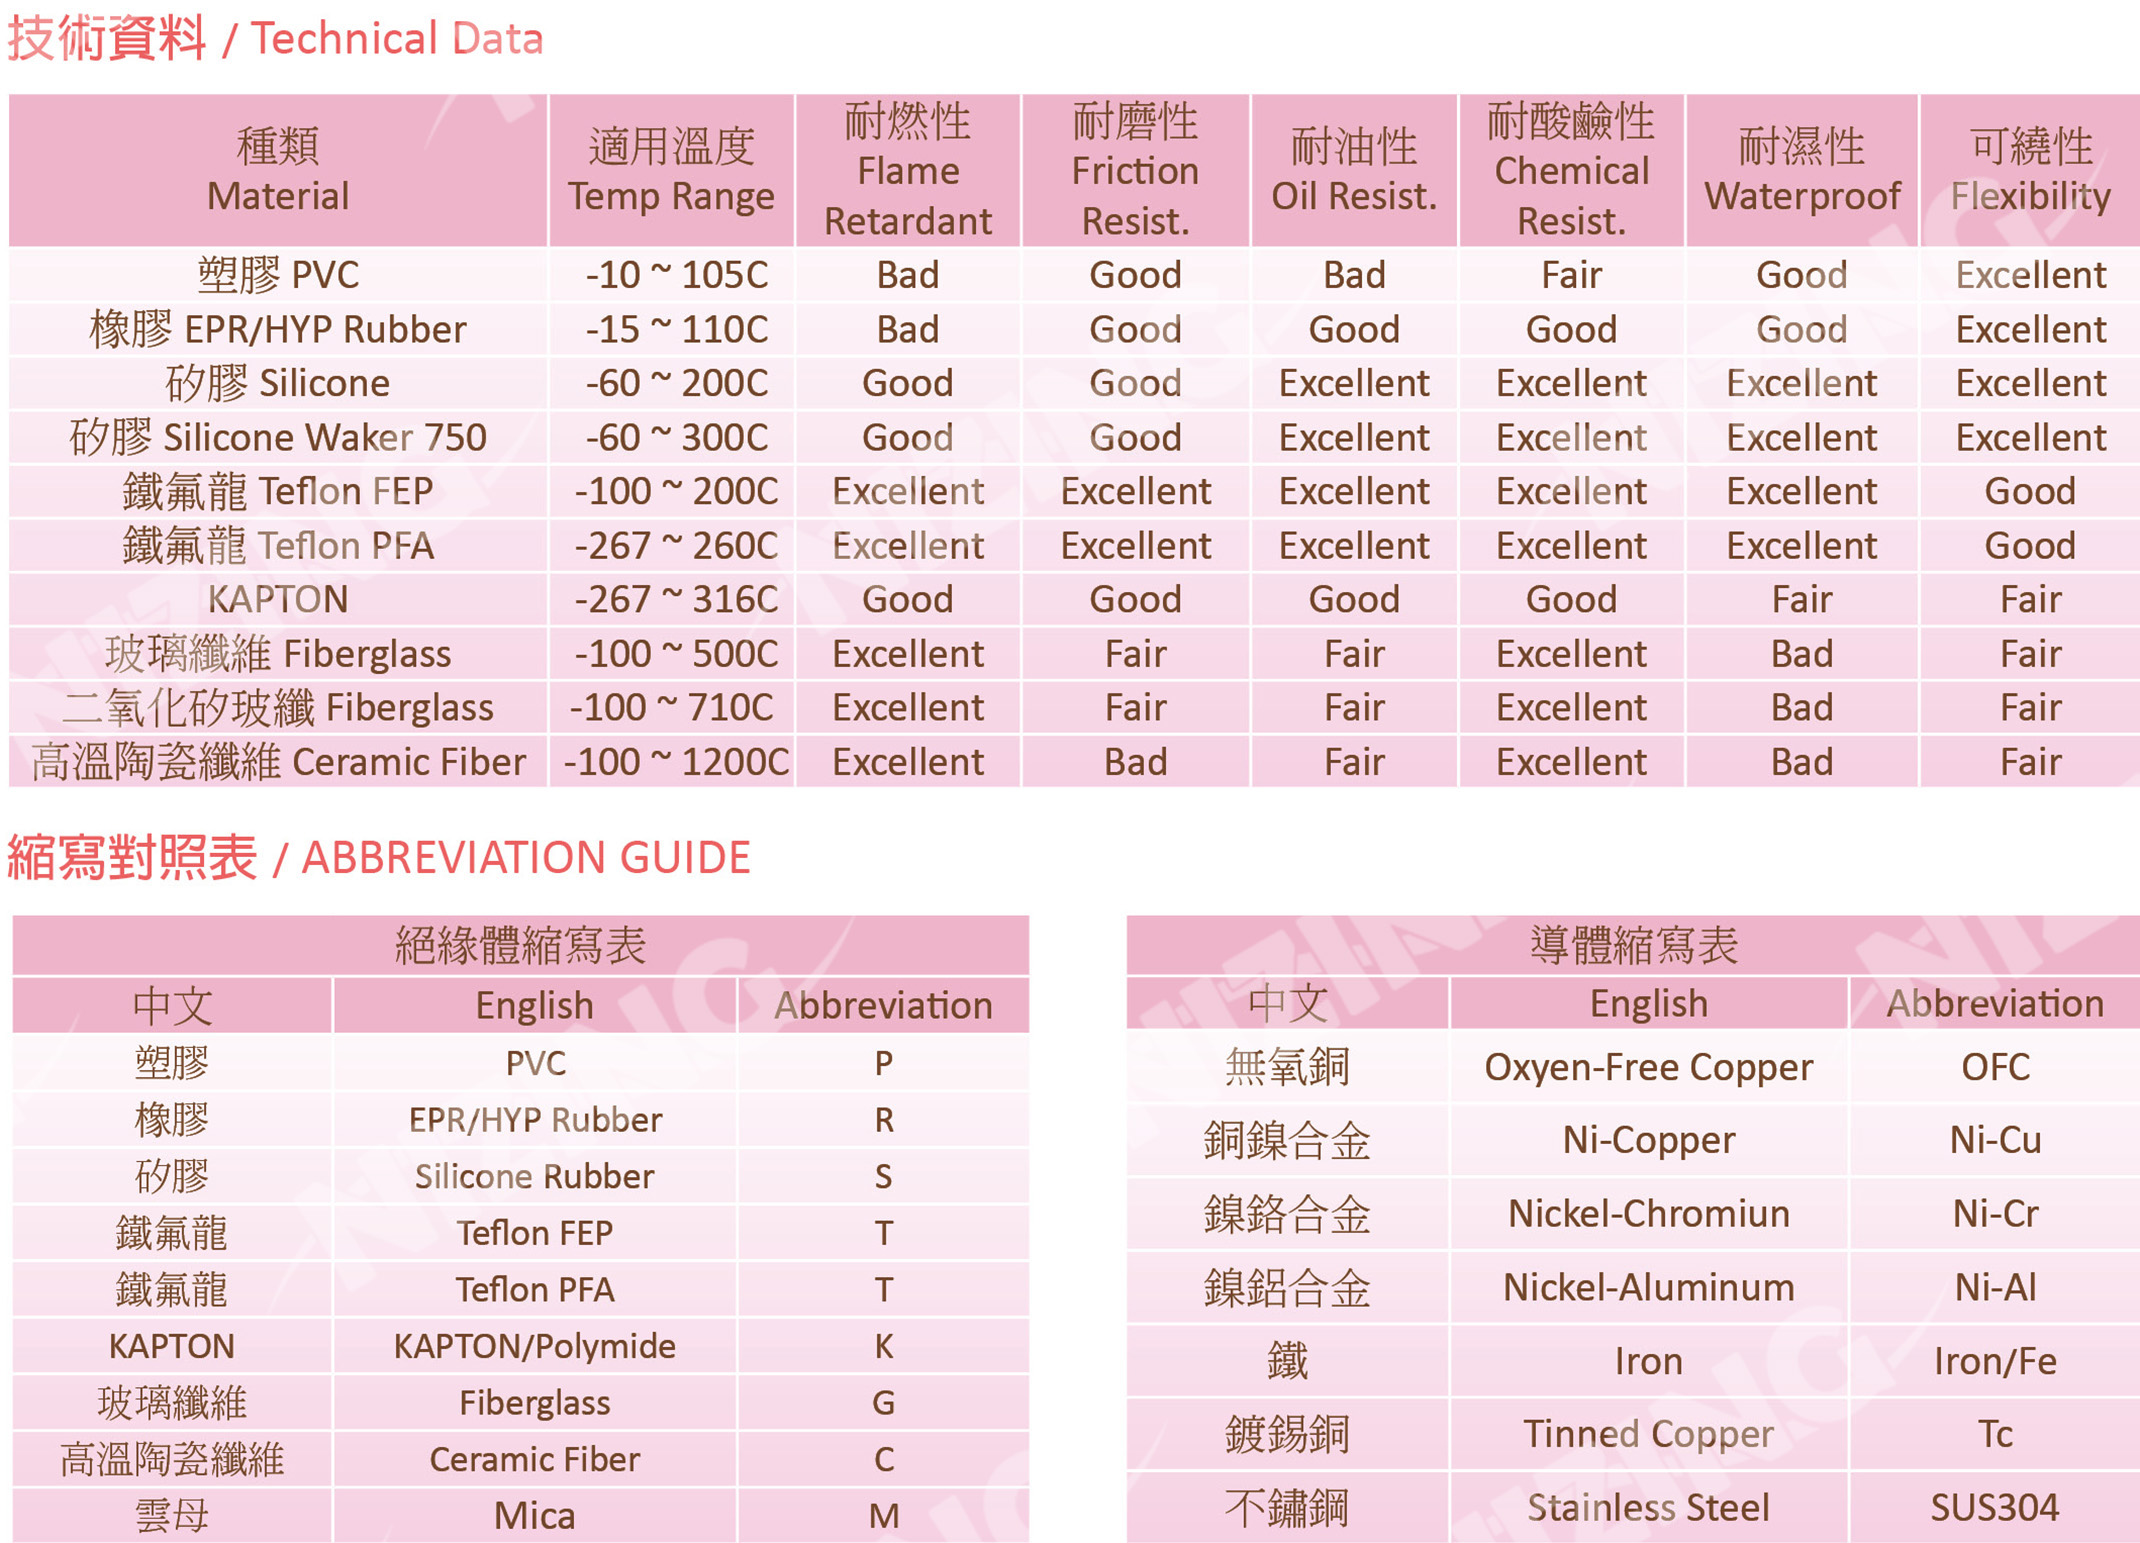 技術資料 / Technical Data
種類 Material 適用溫度 Temp Range 耐燃性 Flame Retardant 耐磨性 Friction Resist. 耐油性 Oil Resist. 耐酸鹼性 Chemical Resist. 耐濕性 Waterproof 可繞性 Flexibility
塑膠 PVC -10 ~ 105C Bad Good Bad Fair Good Excellent
橡膠 EPR/HYP Rubber -15 ~ 110C Bad Good Good Good Good Excellent
矽膠 Silicone -60 ~ 200C Good Good Excellent Excellent Excellent Excellent
矽膠 Silicone Waker 750 -60 ~ 300C Good Good Excellent Excellent Excellent Excellent
鐵氟龍 Teflon FEP -100 ~ 200C Excellent Excellent Excellent Excellent Excellent Good
鐵氟龍 Teflon PFA -267 ~ 260C Excellent Excellent Excellent Excellent Excellent Good
KAPTON -267 ~ 316C Good Good Good Good Fair Fair
玻璃纖維 Fiberglass -100 ~ 500C Excellent Fair Fair Excellent Bad Fair
二氧化矽玻纖 Fiberglass -100 ~ 710C Excellent Fair Fair Excellent Bad Fair
高溫陶瓷纖維 Ceramic Fiber -100 ~ 1200C Excellent Bad Fair Excellent Bad Fair
縮寫對照表 / ABBREVIATION GUIDE
絕緣體縮寫表
中文 English Abbreviation
塑膠 PVC P
橡膠 EPR/HYP Rubber R
矽膠 Silicone Rubber S
鐵氟龍 Teflon FEP T
鐵氟龍 Teflon PFA T
KAPTON KAPTON/Polymide K
玻璃纖維 Fiberglass G
高溫陶瓷纖維 Ceramic Fiber C
雲母 Mica M
導體縮寫表
中文 English Abbreviation
無氧銅 Oxyen-Free Copper OFC
銅鎳合金 Ni-Copper Ni-Cu
鎳鉻合金 Nickel-Chromiun Ni-Cr
鎳鋁合金 Nickel-Aluminum Ni-Al
鐵 Iron Iron/Fe
鍍錫銅 Tinned Copper Tc
不鏽鋼 Stainless Steel SUS304
NIZING